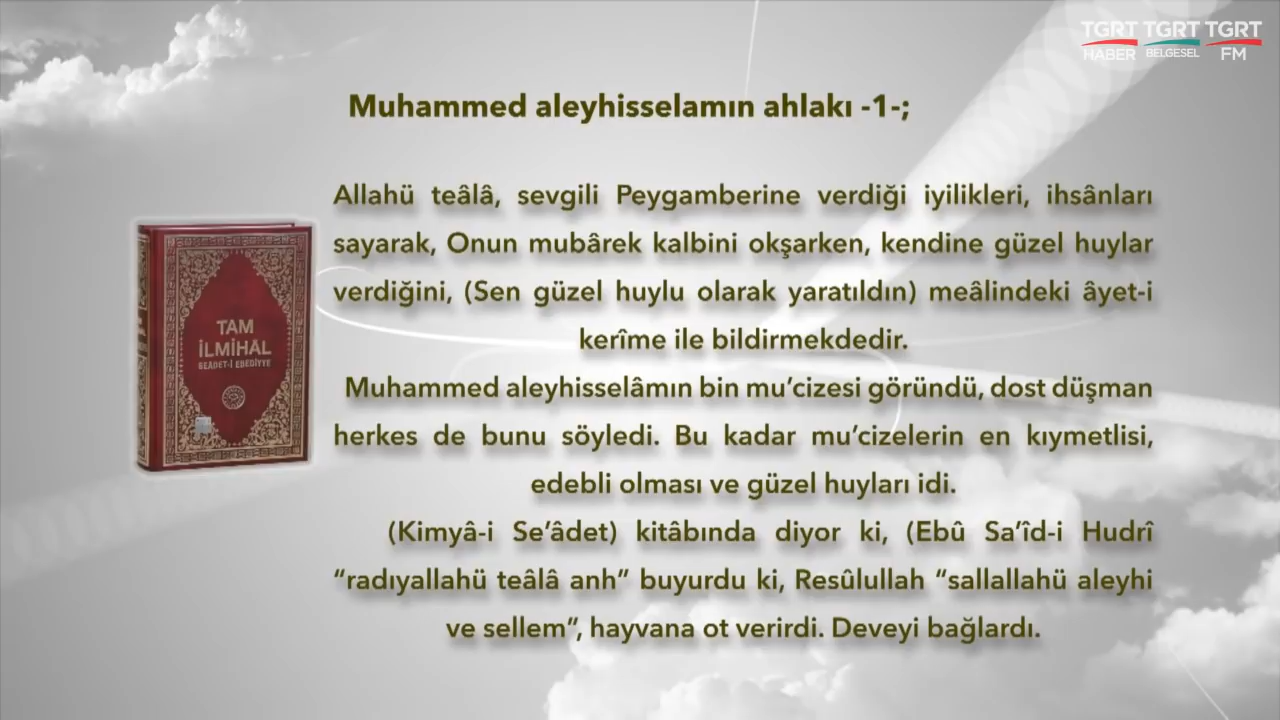 TGRT TGRT TGRT
HABER BELGESEL FM
Muhammed aleyhisselamın ahlakı -1-;
Allahü teâlâ, sevgili Peygamberine verdiği iyilikleri, ihsânları
sayarak, Onun mubârek kalbini okşarken, kendine güzel huylar
verdiğini, (Sen güzel huylu olarak yaratıldın) meâlindeki âyet-i
kerîme ile bildirmekdedir.
Muhammed aleyhisselâmın bin mu’cizesi göründü, dost düşman
herkes de bunu söyledi. Bu kadar mu’cizelerin en kıymetlisi,
edebli olması ve güzel huyları idi.
(Kimyâ-i Se’âdet) kitâbında diyor ki, (Ebû Sa’îd-i Hudrî
“radıyallahü teâlâ anh” buyurdu ki, Resûlullah “sallallahü aleyhi
ve sellem”, hayvana ot verirdi. Deveyi bağlardı.
TAM
İLMİHAL
SEÂDET-İ EBEDİYYE